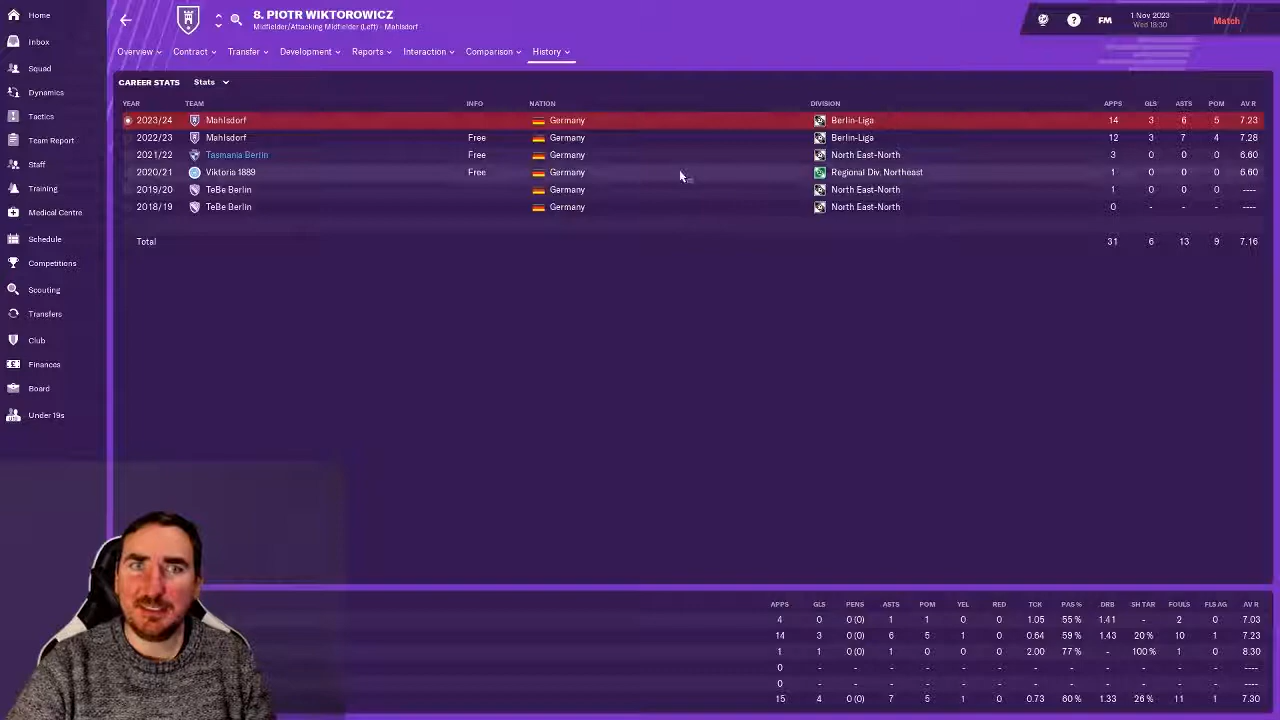 Home
8. PIOTR WIKTOROWICZ
Midfielder/Attacking Midfielder (Left) - Mahlsdorf
? FM 1 Nov 2023
Wed 18:30
Match
Inbox
Squad
Dynamics
Tactics
Team Report
Staff
Training
Medical Centre
Schedule
Competitions
Scouting
Transfers
Club
Finances
Board
Under 19s
Overview Contract Transfer Development Reports Interaction Comparison History
CAREER STATS Stats
YEAR TEAM INFO NATION DIVISION APPS GLS ASTS POM AV R
2023/24 Mahlsdorf Germany Berlin-Liga 14 3 6 5 7.23
2022/23 Mahlsdorf Free Germany Berlin-Liga 12 3 7 4 7.28
2021/22 Tasmania Berlin Free Germany North East-North 3 0 0 0 6.60
2020/21 Viktoria 1889 Free Germany Regional Div. Northeast 1 0 0 0 6.60
2019/20 TeBe Berlin Germany North East-North 1 0 0 0 ----
2018/19 TeBe Berlin Germany North East-North 0 - - - ----
Total 31 6 13 9 7.16
APPS GLS PENS ASTS POM YEL RED TCK PAS % DRB SH TAR FOULS FLS AG AV R
4 0 0 (0) 1 1 0 0 1.05 55 % 1.41 - 2 0 7.03
14 3 0 (0) 6 5 1 0 0.64 59 % 1.43 20 % 10 1 7.23
1 1 0 (0) 1 0 0 0 2.00 77 % - 100 % 1 0 8.30
0 - - - - - - - - - - - - ----
0 - - - - - - - - - - - - ----
15 4 0 (0) 7 5 1 0 0.73 60 % 1.33 26 % 11 1 7.30